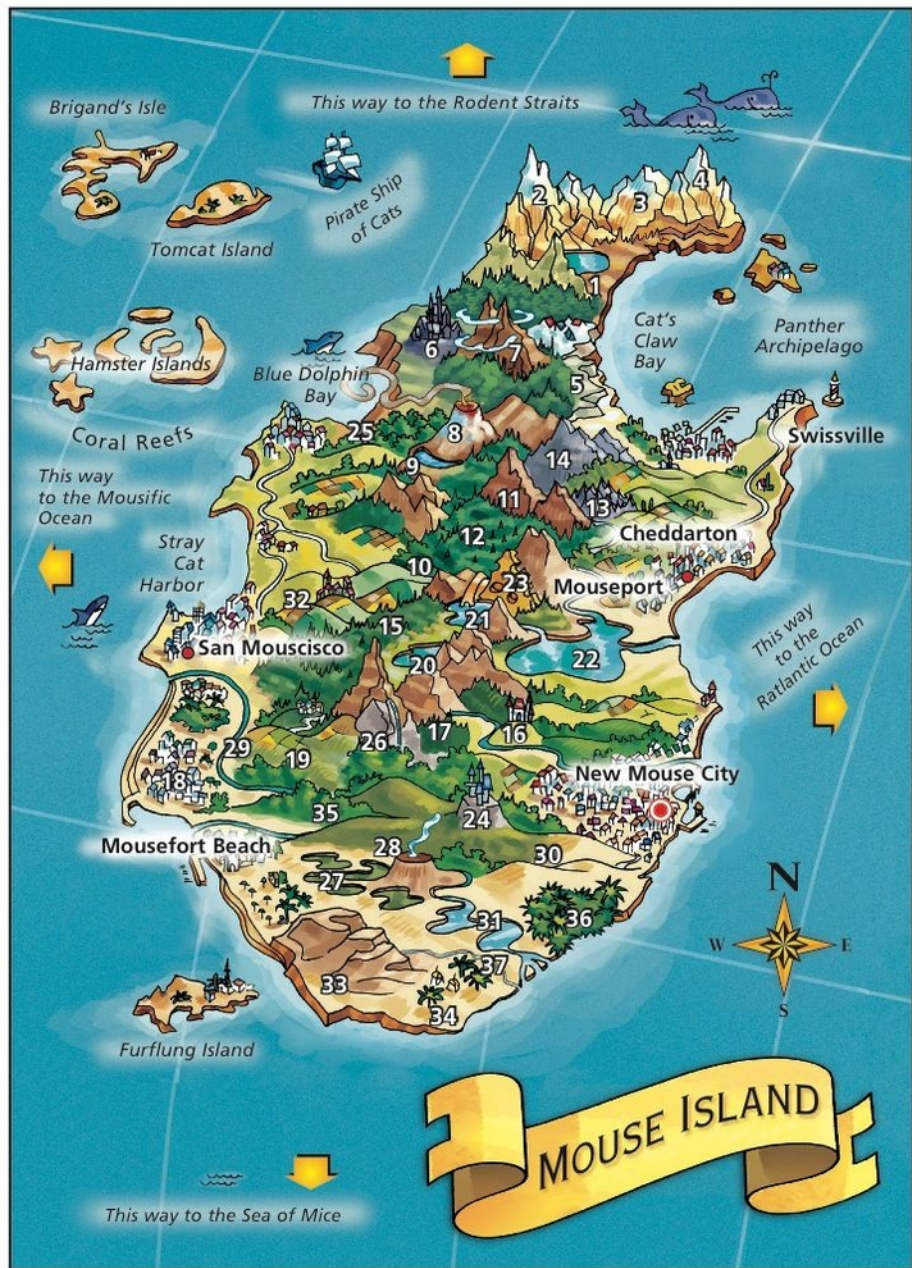 Brigand's Isle
This way to the Rodent Straits
Pirate Ship
of Cats
Tomcat Island
2
3
4
1
Hamster Islands
Blue Dolphin
Bay
Cat's
Claw
Bay
Panther
Archipelago
6
7
5
Coral Reefs
25
8
Swissville
This way
to the Mousific
Ocean
9
14
11
13
12
Cheddarton
Stray
Cat
Harbor
10
23
Mouseport
32
15
21
San Mouscisco
20
22
This way
to the
Ratlantic Ocean
29
19
26
17
16
18
New Mouse City
35
24
Mousefort Beach
28
30
27
31
36
37
33
34
N
W
E
S
Furflung Island
MOUSE ISLAND
This way to the Sea of Mice